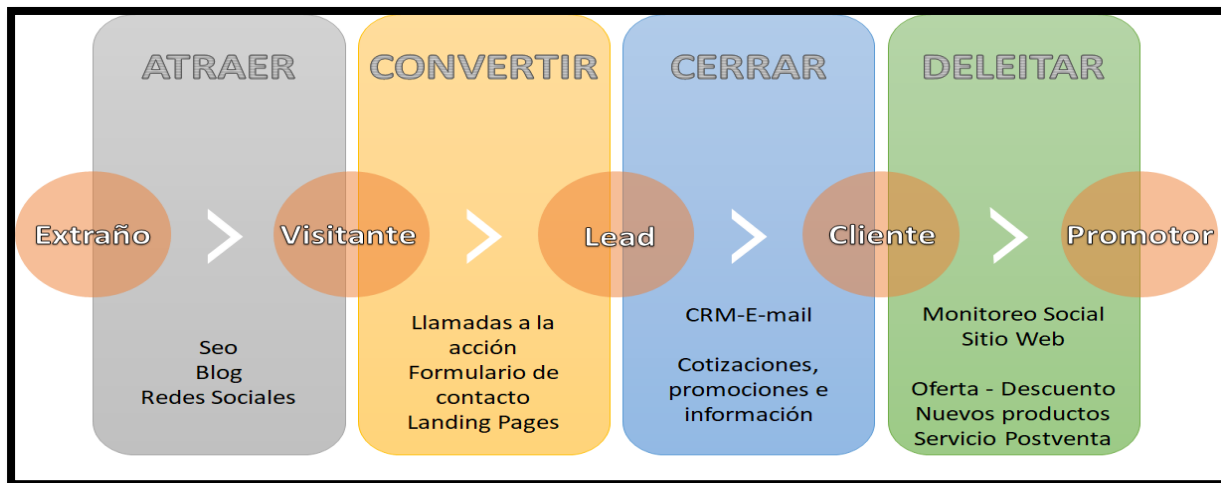 ATRAER
CONVERTIR
CERRAR
DELEITAR
Extraño
Visitante
Lead
Cliente
Promotor
Seo
Blog
Redes Sociales
Llamadas a la
acción
Formulario de
contacto
Landing Pages
CRM-E-mail
Cotizaciones,
promociones e
información
Monitoreo Social
Sitio Web
Oferta - Descuento
Nuevos productos
Servicio Postventa